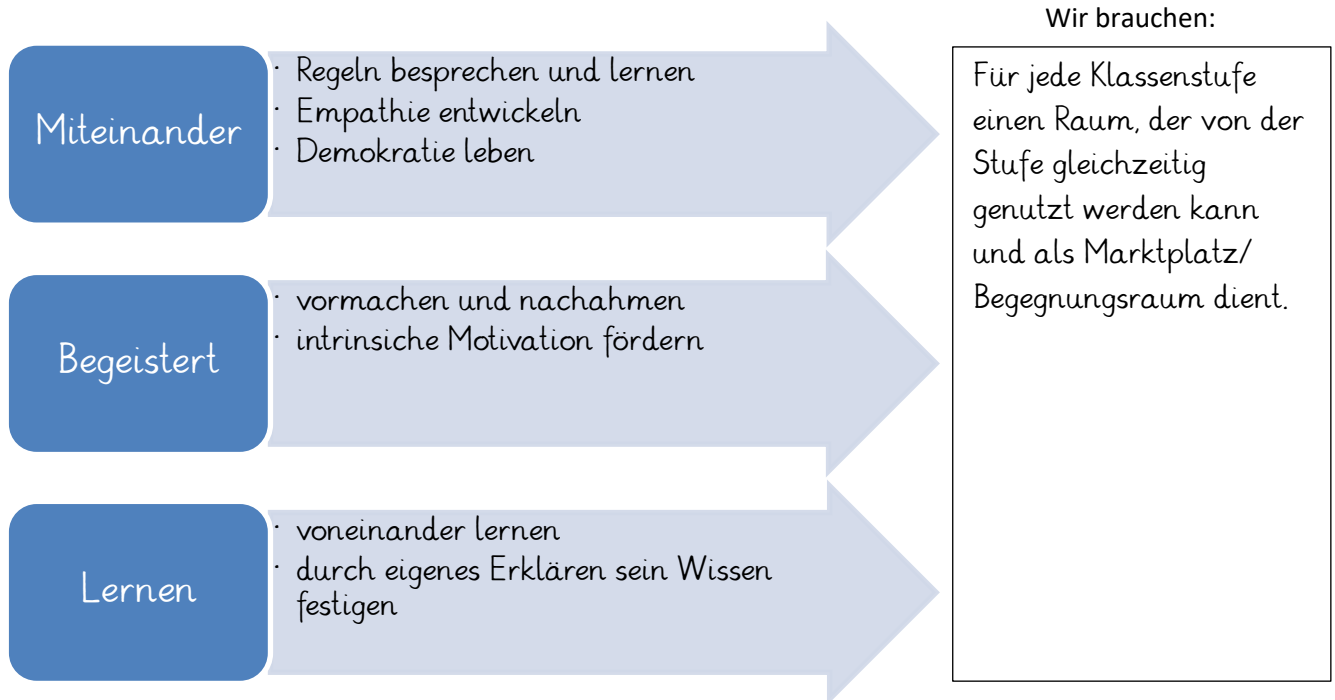 Miteinander
· Regeln besprechen und lernen
· Empathie entwickeln
· Demokratie leben
Begeistert
· vormachen und nachahmen
· intrinsiche Motivation fördern
Lernen
· voneinander lernen
· durch eigenes Erklären sein Wissen
festigen
Wir brauchen:
Für jede Klassenstufe
einen Raum, der von der
Stufe gleichzeitig
genutzt werden kann
und als Marktplatz/
Begegnungsraum dient.